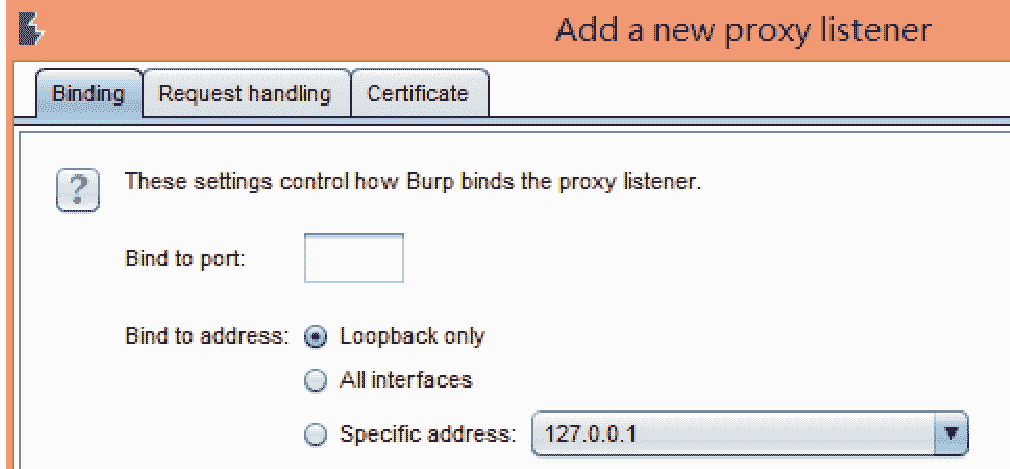 Add a new proxy listener
Binding Request handling Certificate
? These settings control how Burp binds the proxy listener.
Bind to port:
Bind to address: Loopback only
All interfaces
Specific address: 127.0.0.1